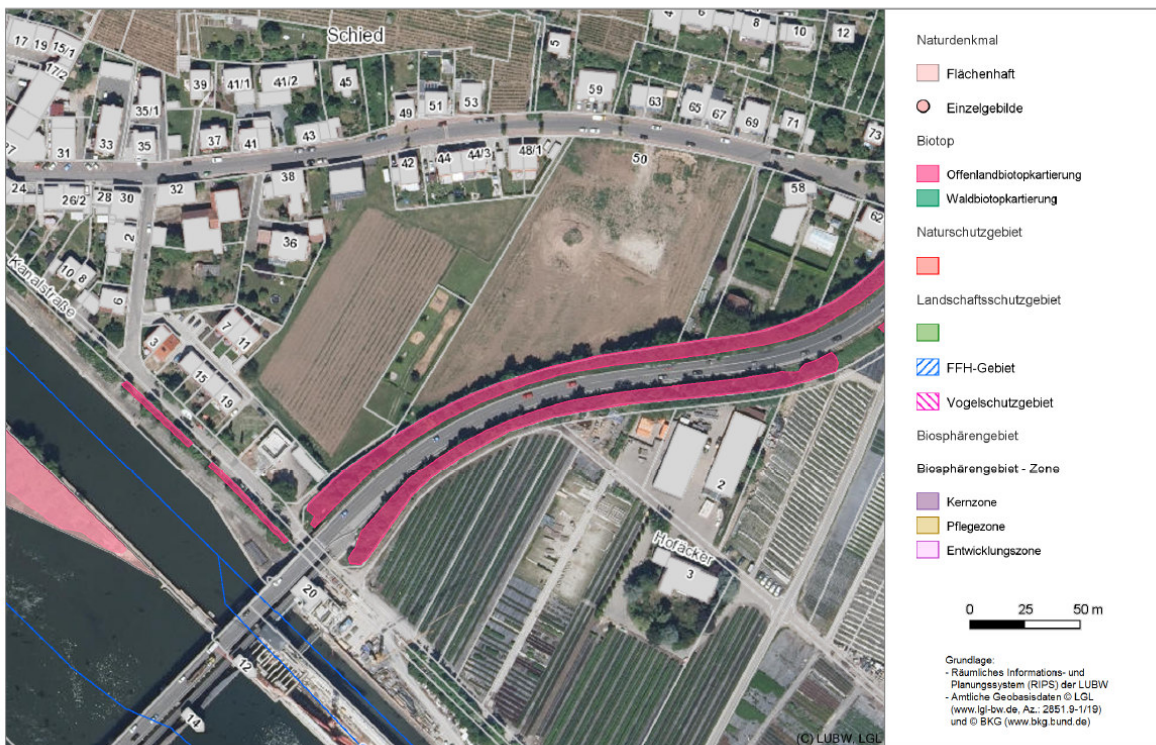 Schied
4
6
8
10
12
17
19
15/1
17/2
5
39
41/1
41/2
45
35/1
49
51
53
59
63
65
67
69
71
73
37
31
33
35
37
41
43
42
44
44/3
48/1
50
58
62
24
26/2
28
30
32
38
36
2
Kanalstraße
10
8
6
3
7
11
15
19
2
Hofäcker
3
20
12
14
(C) LUBW, LGL
Naturdenkmal
Flächenhaft
Einzelgebilde
Biotop
Offenlandbiotopkartierung
Waldbiotopkartierung
Naturschutzgebiet
Landschaftsschutzgebiet
FFH-Gebiet
Vogelschutzgebiet
Biosphärengebiet
Biosphärengebiet - Zone
Kernzone
Pflegezone
Entwicklungszone
0 25 50 m
Grundlage:
- Räumliches Informations- und
Planungssystem (RIPS) der LUBW
- Amtliche Geobasisdaten © LGL
(www.lgl-bw.de, Az.: 2851.9-1/19)
und © BKG (www.bkg.bund.de)